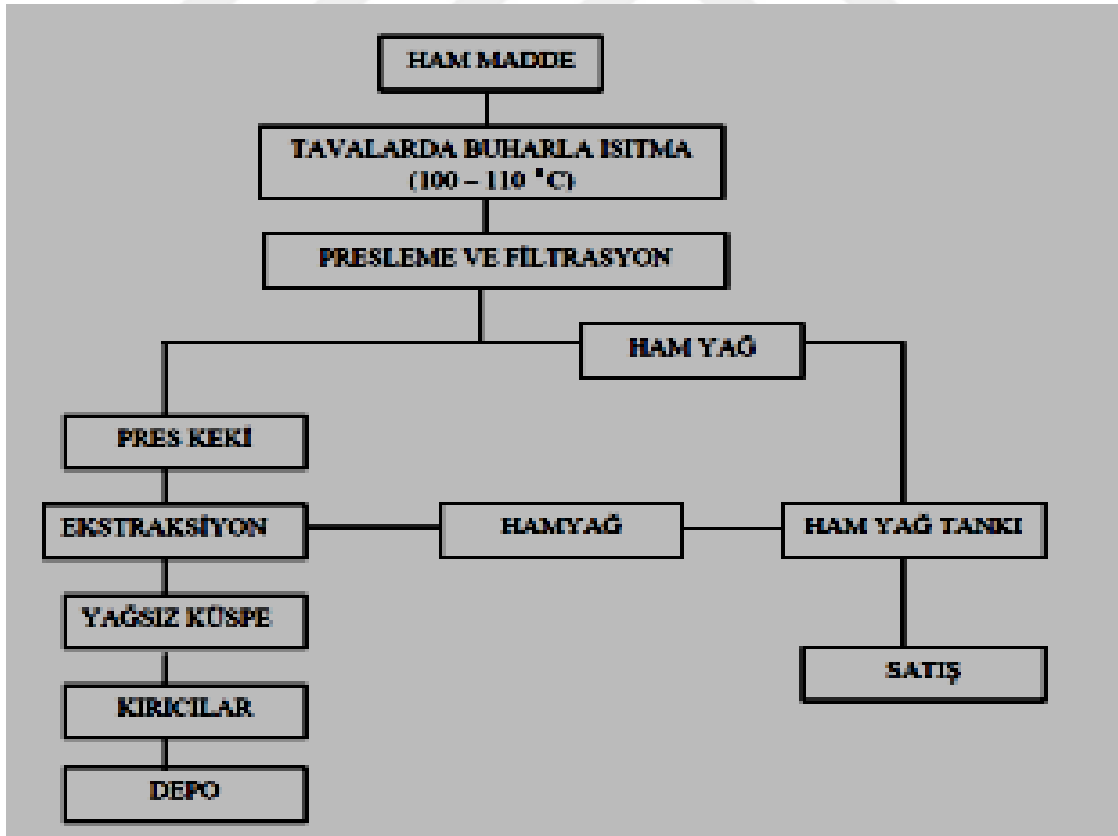 HAM MADDE
TAVALARDA BUHARLA ISITMA
(100 – 110 °C)
PRESLEME VE FİLTRASYON
HAM YAĞ
PRES KEKİ
EKSTRAKSİYON
HAMYAĞ
HAM YAĞ TANKI
YAĞSIZ KÜSPE
SATIŞ
KIRICILAR
DEPO